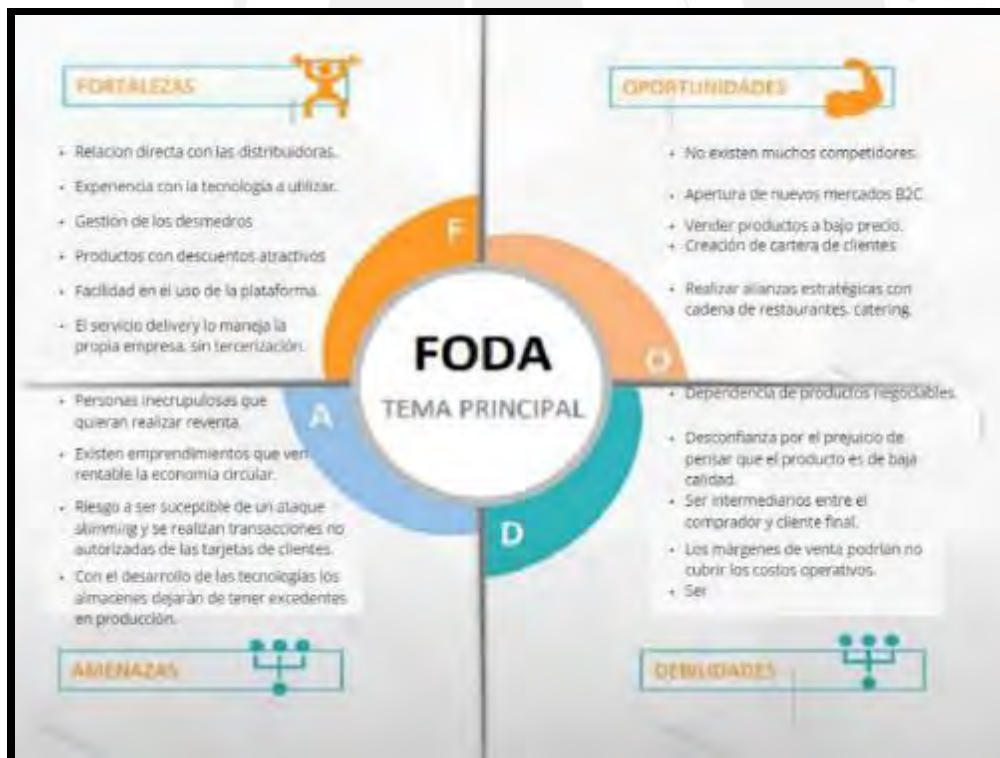 FORTALEZAS
• Relacion directa con las distribuidoras.
• Experiencia con la tecnología a utilizar.
• Gestión de los desmedros
• Productos con descuentos atractivos
• Facilidad en el uso de la plataforma.
• El servicio delivery lo maneja la
propia empresa, sin tercerización.
OPORTUNIDADES
• No existen muchos competidores.
• Apertura de nuevos mercados B2C
• Vender productos a bajo precio.
• Creación de cartera de clientes
• Realizar alianzas estratégicas con
cadena de restaurantes, catering.
F
O
FODA
TEMA PRINCIPAL
A
D
• Personas inecrupulosas que
quieran realizar reventa.
• Existen emprendimientos que ven
rentable la economía circular.
• Riesgo a ser suceptible de un ataque
skimming y se realizan transacciones no
autorizadas de las tarjetas de clientes.
• Con el desarrollo de las tecnologías los
almacenes dejarán de tener excedentes
en producción.
AMENAZAS
• Dependencia de productos negociables.
• Desconfianza por el prejuicio de
pensar que el producto es de baja
calidad.
• Ser intermediarios entre el
comprador y cliente final.
• Los márgenes de venta podrían no
cubrir los costos operativos.
• Ser
DEBILIDADES